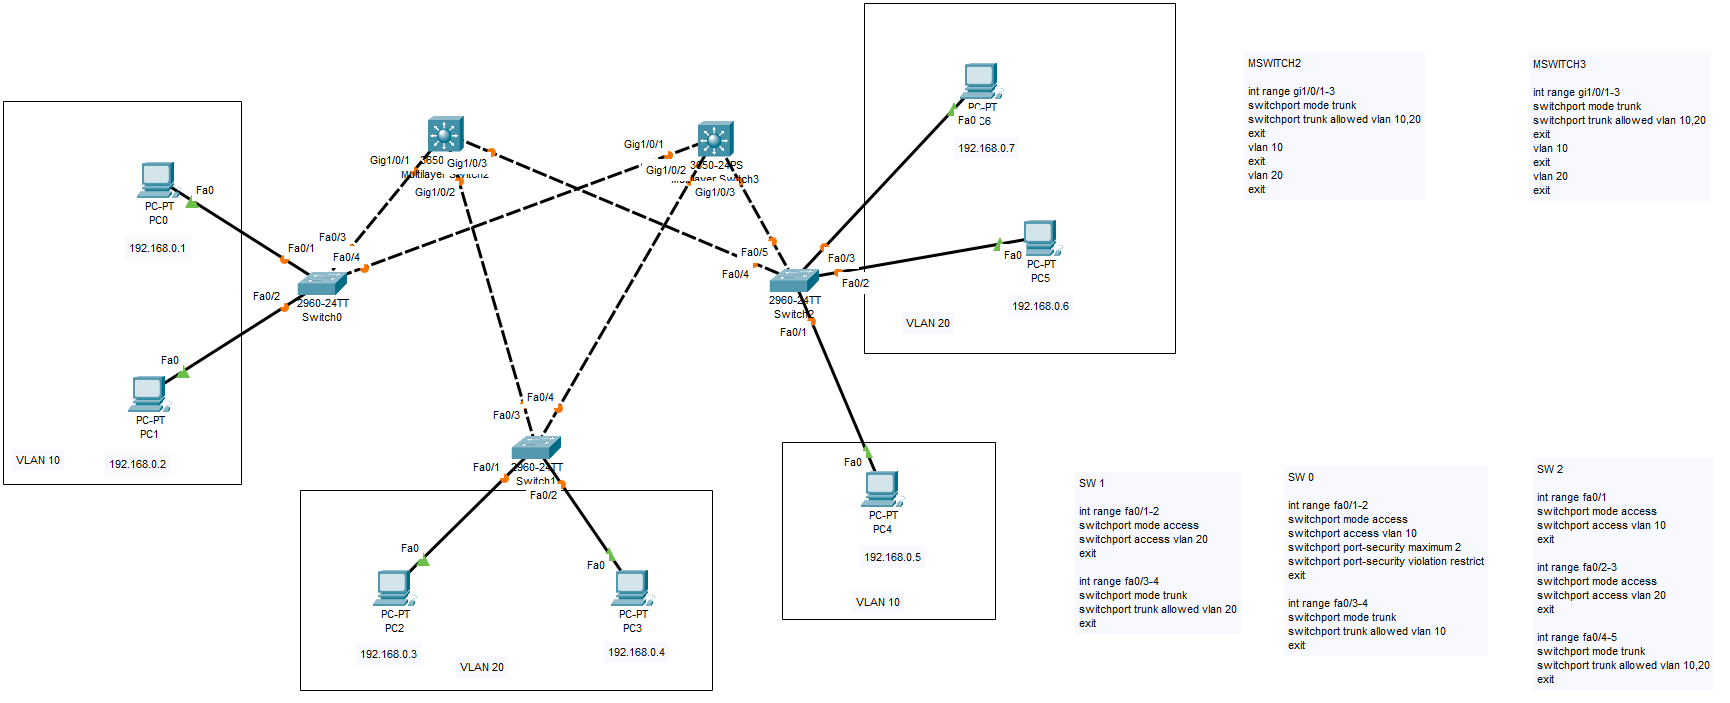 PC-PT
PC0
Fa0
192.168.0.1
Fa0/1
Fa0/2
Fa0/3
Fa0/4
2960-24TT
Switch0
Fa0
PC-PT
PC1
192.168.0.2
VLAN 10
Gig1/0/1
Gig1/0/3
Gig1/0/2
Gig1/0/1
Gig1/0/2
3650-24PS
Gig1/0/3
Fa0/5
Fa0/4
Fa0/3
Fa0/2
2960-24TT
Switch2
Fa0/1
PC-PT
Fa0
192.168.0.7
Fa0
PC-PT
PC5
192.168.0.6
VLAN 20
Fa0/4
Fa0/3
Fa0/1
2960-24TT
Switch1
Fa0/2
Fa0
PC-PT
PC2
192.168.0.3
Fa0
PC-PT
PC3
192.168.0.4
VLAN 20
Fa0
PC-PT
PC4
192.168.0.5
VLAN 10
MSWITCH2
int range gi1/0/1-3
switchport mode trunk
switchport trunk allowed vlan 10,20
exit
vlan 10
exit
vlan 20
exit
MSWITCH3
int range gi1/0/1-3
switchport mode trunk
switchport trunk allowed vlan 10,20
exit
vlan 10
exit
vlan 20
exit
SW 1
int range fa0/1-2
switchport mode access
switchport access vlan 20
exit
int range fa0/3-4
switchport mode trunk
switchport trunk allowed vlan 20
exit
SW 0
int range fa0/1-2
switchport mode access
switchport access vlan 10
switchport port-security maximum 2
switchport port-security violation restrict
exit
int range fa0/3-4
switchport mode trunk
switchport trunk allowed vlan 10
exit
SW 2
int range fa0/1
switchport mode access
switchport access vlan 10
exit
int range fa0/2-3
switchport mode access
switchport access vlan 20
exit
int range fa0/4-5
switchport mode trunk
switchport trunk allowed vlan 10,20
exit